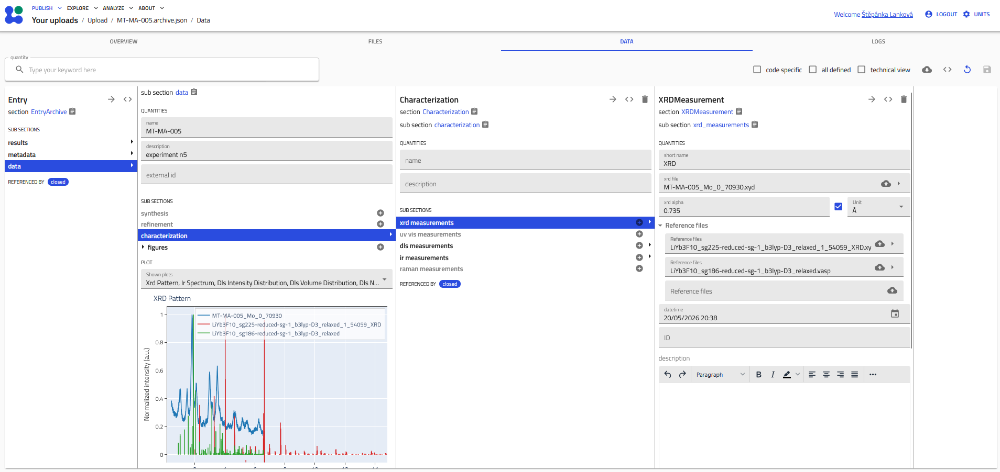 PUBLISH EXPLORE ANALYZE ABOUT
Your uploads / Upload / MT-MA-005.archive.json / Data
Welcome Štěpánka Lanková LOGOUT UNITS
OVERVIEW FILES DATA LOGS
quantity
Type your keyword here
code specific all defined technical view
Entry
section EntryArchive
SUB SECTIONS
results
metadata
data
REFERENCED BY closed
sub section data
QUANTITIES
name
MT-MA-005
description
experiment n5
external id
SUB SECTIONS
synthesis
refinement
characterization
figures
PLOT
Shown plots
Xrd Pattern, Ir Spectrum, Dls Intensity Distribution, Dls Volume Distribution, Dls N...
XRD Pattern
MT-MA-005_Mo_0_70930
LiYb3F10_sg225-reduced-sg-1_b3lyp-D3_relaxed_1_54059_XRD
LiYb3F10_sg186-reduced-sg-1_b3lyp-D3_relaxed
Normalized intensity (a.u.)
1
0.8
0.6
0.4
0.2
0
Characterization
section Characterization
sub section characterization
QUANTITIES
name
description
SUB SECTIONS
xrd measurements
uv vis measurements
dls measurements
ir measurements
raman measurements
REFERENCED BY closed
XRDMeasurement
section XRDMeasurement
sub section xrd_measurements
QUANTITIES
short name
XRD
xrd file
MT-MA-005_Mo_0_70930.xyd
xrd alpha
0.735
Unit
Å
Reference files
Reference files
LiYb3F10_sg225-reduced-sg-1_b3lyp-D3_relaxed_1_54059_XRD.xy
Reference files
LiYb3F10_sg186-reduced-sg-1_b3lyp-D3_relaxed.vasp
Reference files
datetime
20/05/2026 20:38
ID
description
Paragraph B I